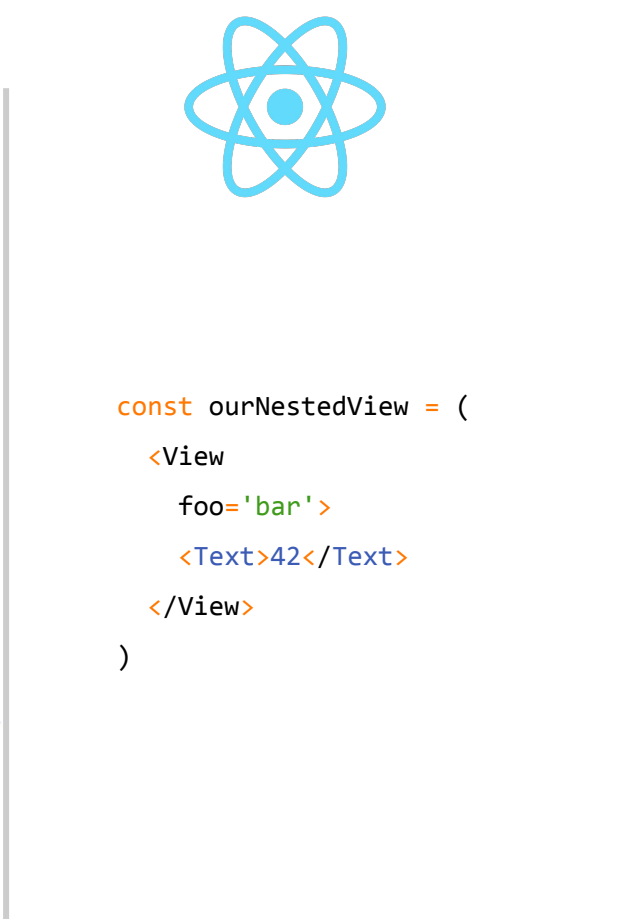 const ourNestedView = (
  <View
    foo='bar'>
    <Text>42</Text>
  </View>
)